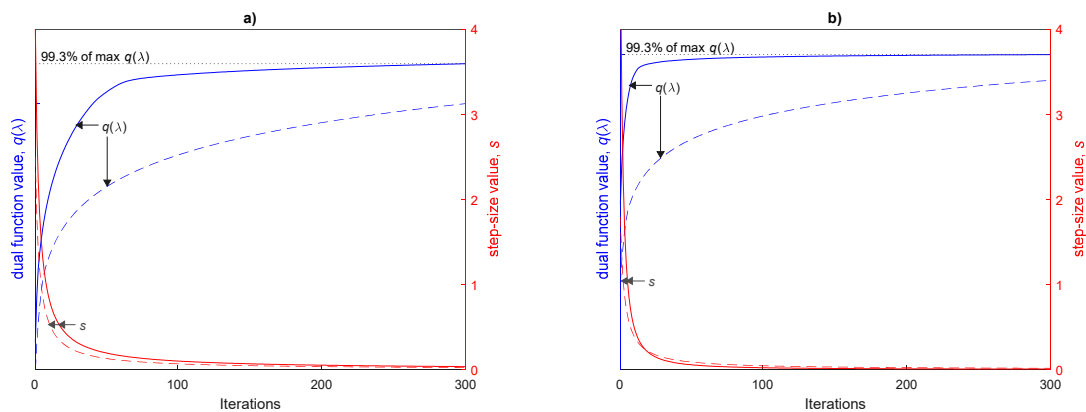 a)
99.3% of max q(λ)
q(λ)
s
dual function value, q(λ)
step-size value, s
0
1
2
3
4
0
100
200
300
Iterations
b)
99.3% of max q(λ)
q(λ)
s
dual function value, q(λ)
step-size value, s
0
1
2
3
4
0
100
200
300
Iterations